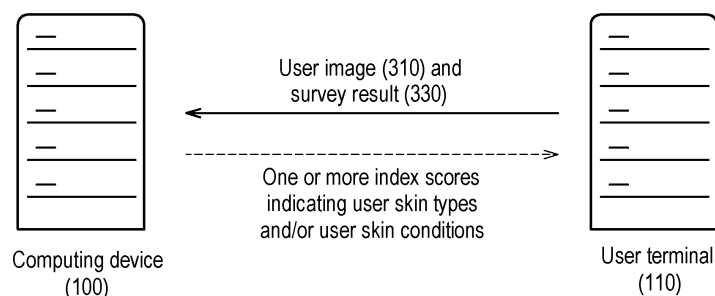 User image (310) and
survey result (330)
One or more index scores
indicating user skin types
and/or user skin conditions
Computing device
(100)
User terminal
(110)